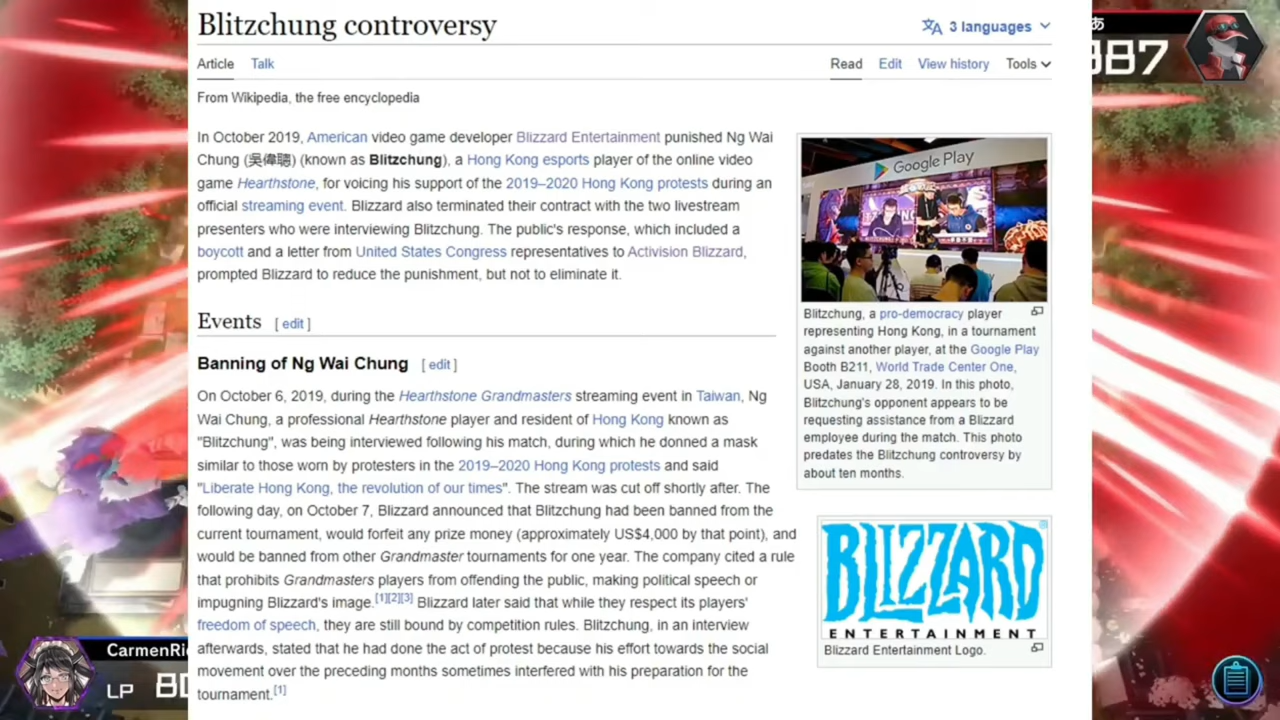 Blitzchung controversy
3 languages
Article Talk
Read Edit View history Tools
From Wikipedia, the free encyclopedia
In October 2019, American video game developer Blizzard Entertainment punished Ng Wai
Chung (吳偉聰) (known as Blitzchung), a Hong Kong esports player of the online video
game Hearthstone, for voicing his support of the 2019–2020 Hong Kong protests during an
official streaming event. Blizzard also terminated their contract with the two livestream
presenters who were interviewing Blitzchung. The public's response, which included a
boycott and a letter from United States Congress representatives to Activision Blizzard,
prompted Blizzard to reduce the punishment, but not to eliminate it.
Events [ edit ]
Banning of Ng Wai Chung [ edit ]
On October 6, 2019, during the Hearthstone Grandmasters streaming event in Taiwan, Ng
Wai Chung, a professional Hearthstone player and resident of Hong Kong known as
"Blitzchung", was being interviewed following his match, during which he donned a mask
similar to those worn by protesters in the 2019–2020 Hong Kong protests and said
"Liberate Hong Kong, the revolution of our times". The stream was cut off shortly after. The
following day, on October 7, Blizzard announced that Blitzchung had been banned from the
current tournament, would forfeit any prize money (approximately US$4,000 by that point), and
would be banned from other Grandmaster tournaments for one year. The company cited a rule
that prohibits Grandmasters players from offending the public, making political speech or
impugning Blizzard's image.[1][2][3] Blizzard later said that while they respect its players'
freedom of speech, they are still bound by competition rules. Blitzchung, in an interview
afterwards, stated that he had done the act of protest because his effort towards the social
movement over the preceding months sometimes interfered with his preparation for the
tournament.[1]
Google Play
Blitzchung, a pro-democracy player
representing Hong Kong, in a tournament
against another player, at the Google Play
Booth B211, World Trade Center One,
USA, January 28, 2019. In this photo,
Blitzchung's opponent appears to be
requesting assistance from a Blizzard
employee during the match. This photo
predates the Blitzchung controversy by
about ten months.
BLIZZARD
ENTERTAINMENT
Blizzard Entertainment Logo.
あ
987
CarmenRi
LP 80